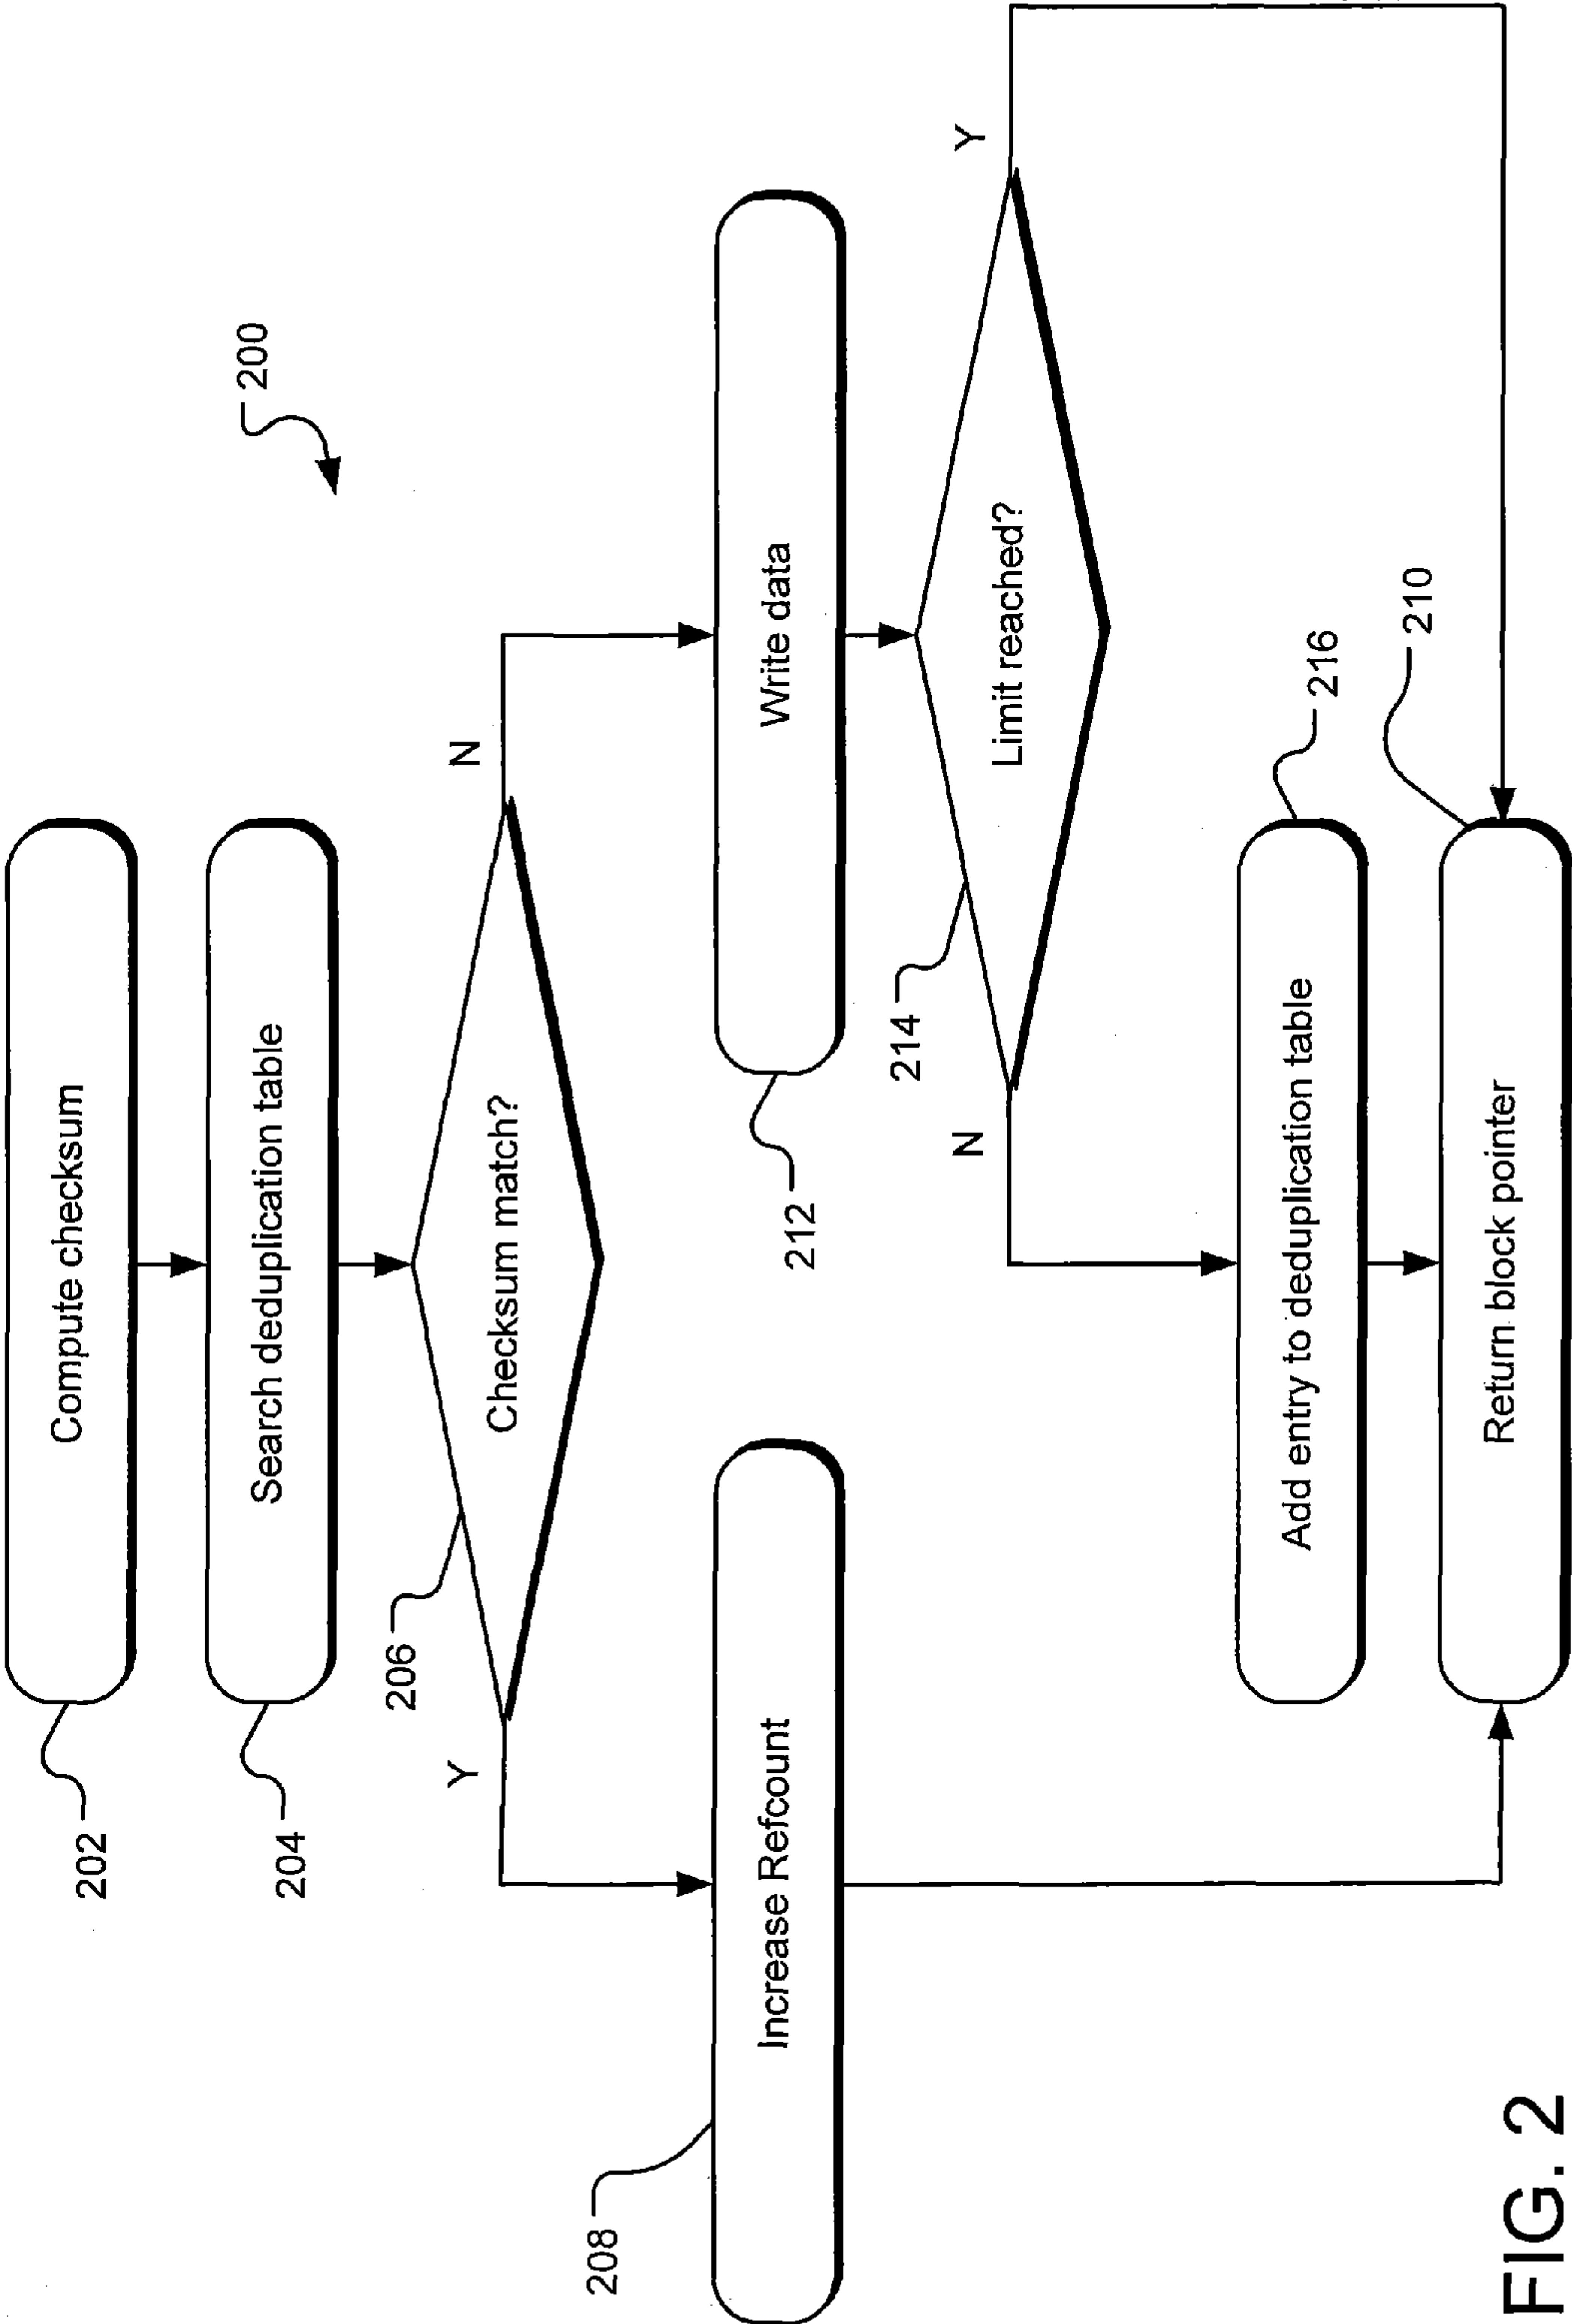 200
Compute checksum
202
Search deduplication table
204
Checksum match?
206
Y
N
Increase Refcount
208
Write data
212
Limit reached?
214
N
Y
Add entry to deduplication table
216
Return block pointer
210
FIG. 2